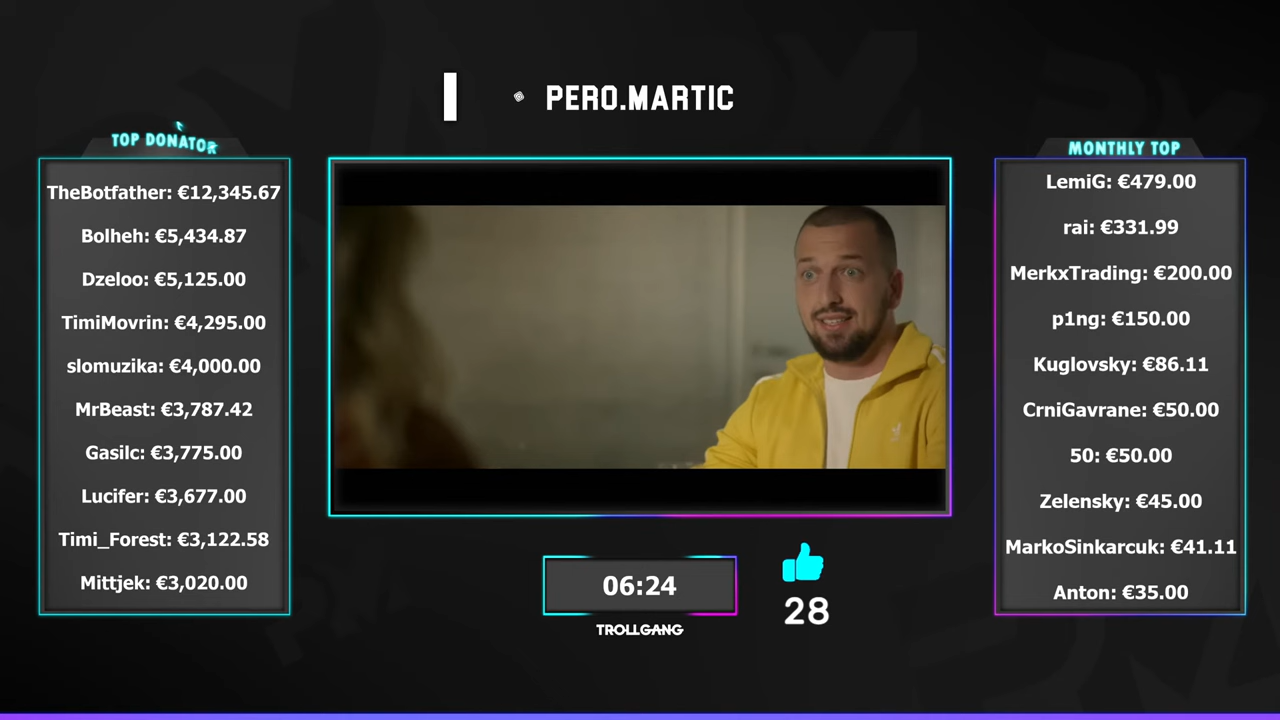 PERO.MARTIC
TOP DONATOR
TheBotfather: €12,345.67
Bolheh: €5,434.87
Dzeloo: €5,125.00
TimiMovrin: €4,295.00
slomuzika: €4,000.00
MrBeast: €3,787.42
Gasilc: €3,775.00
Lucifer: €3,677.00
Timi_Forest: €3,122.58
Mittjek: €3,020.00
06:24
TROLLGANG
28
MONTHLY TOP
LemiG: €479.00
rai: €331.99
MerkxTrading: €200.00
p1ng: €150.00
Kuglovsky: €86.11
CrniGavrane: €50.00
50: €50.00
Zelensky: €45.00
MarkoSinkarcuk: €41.11
Anton: €35.00